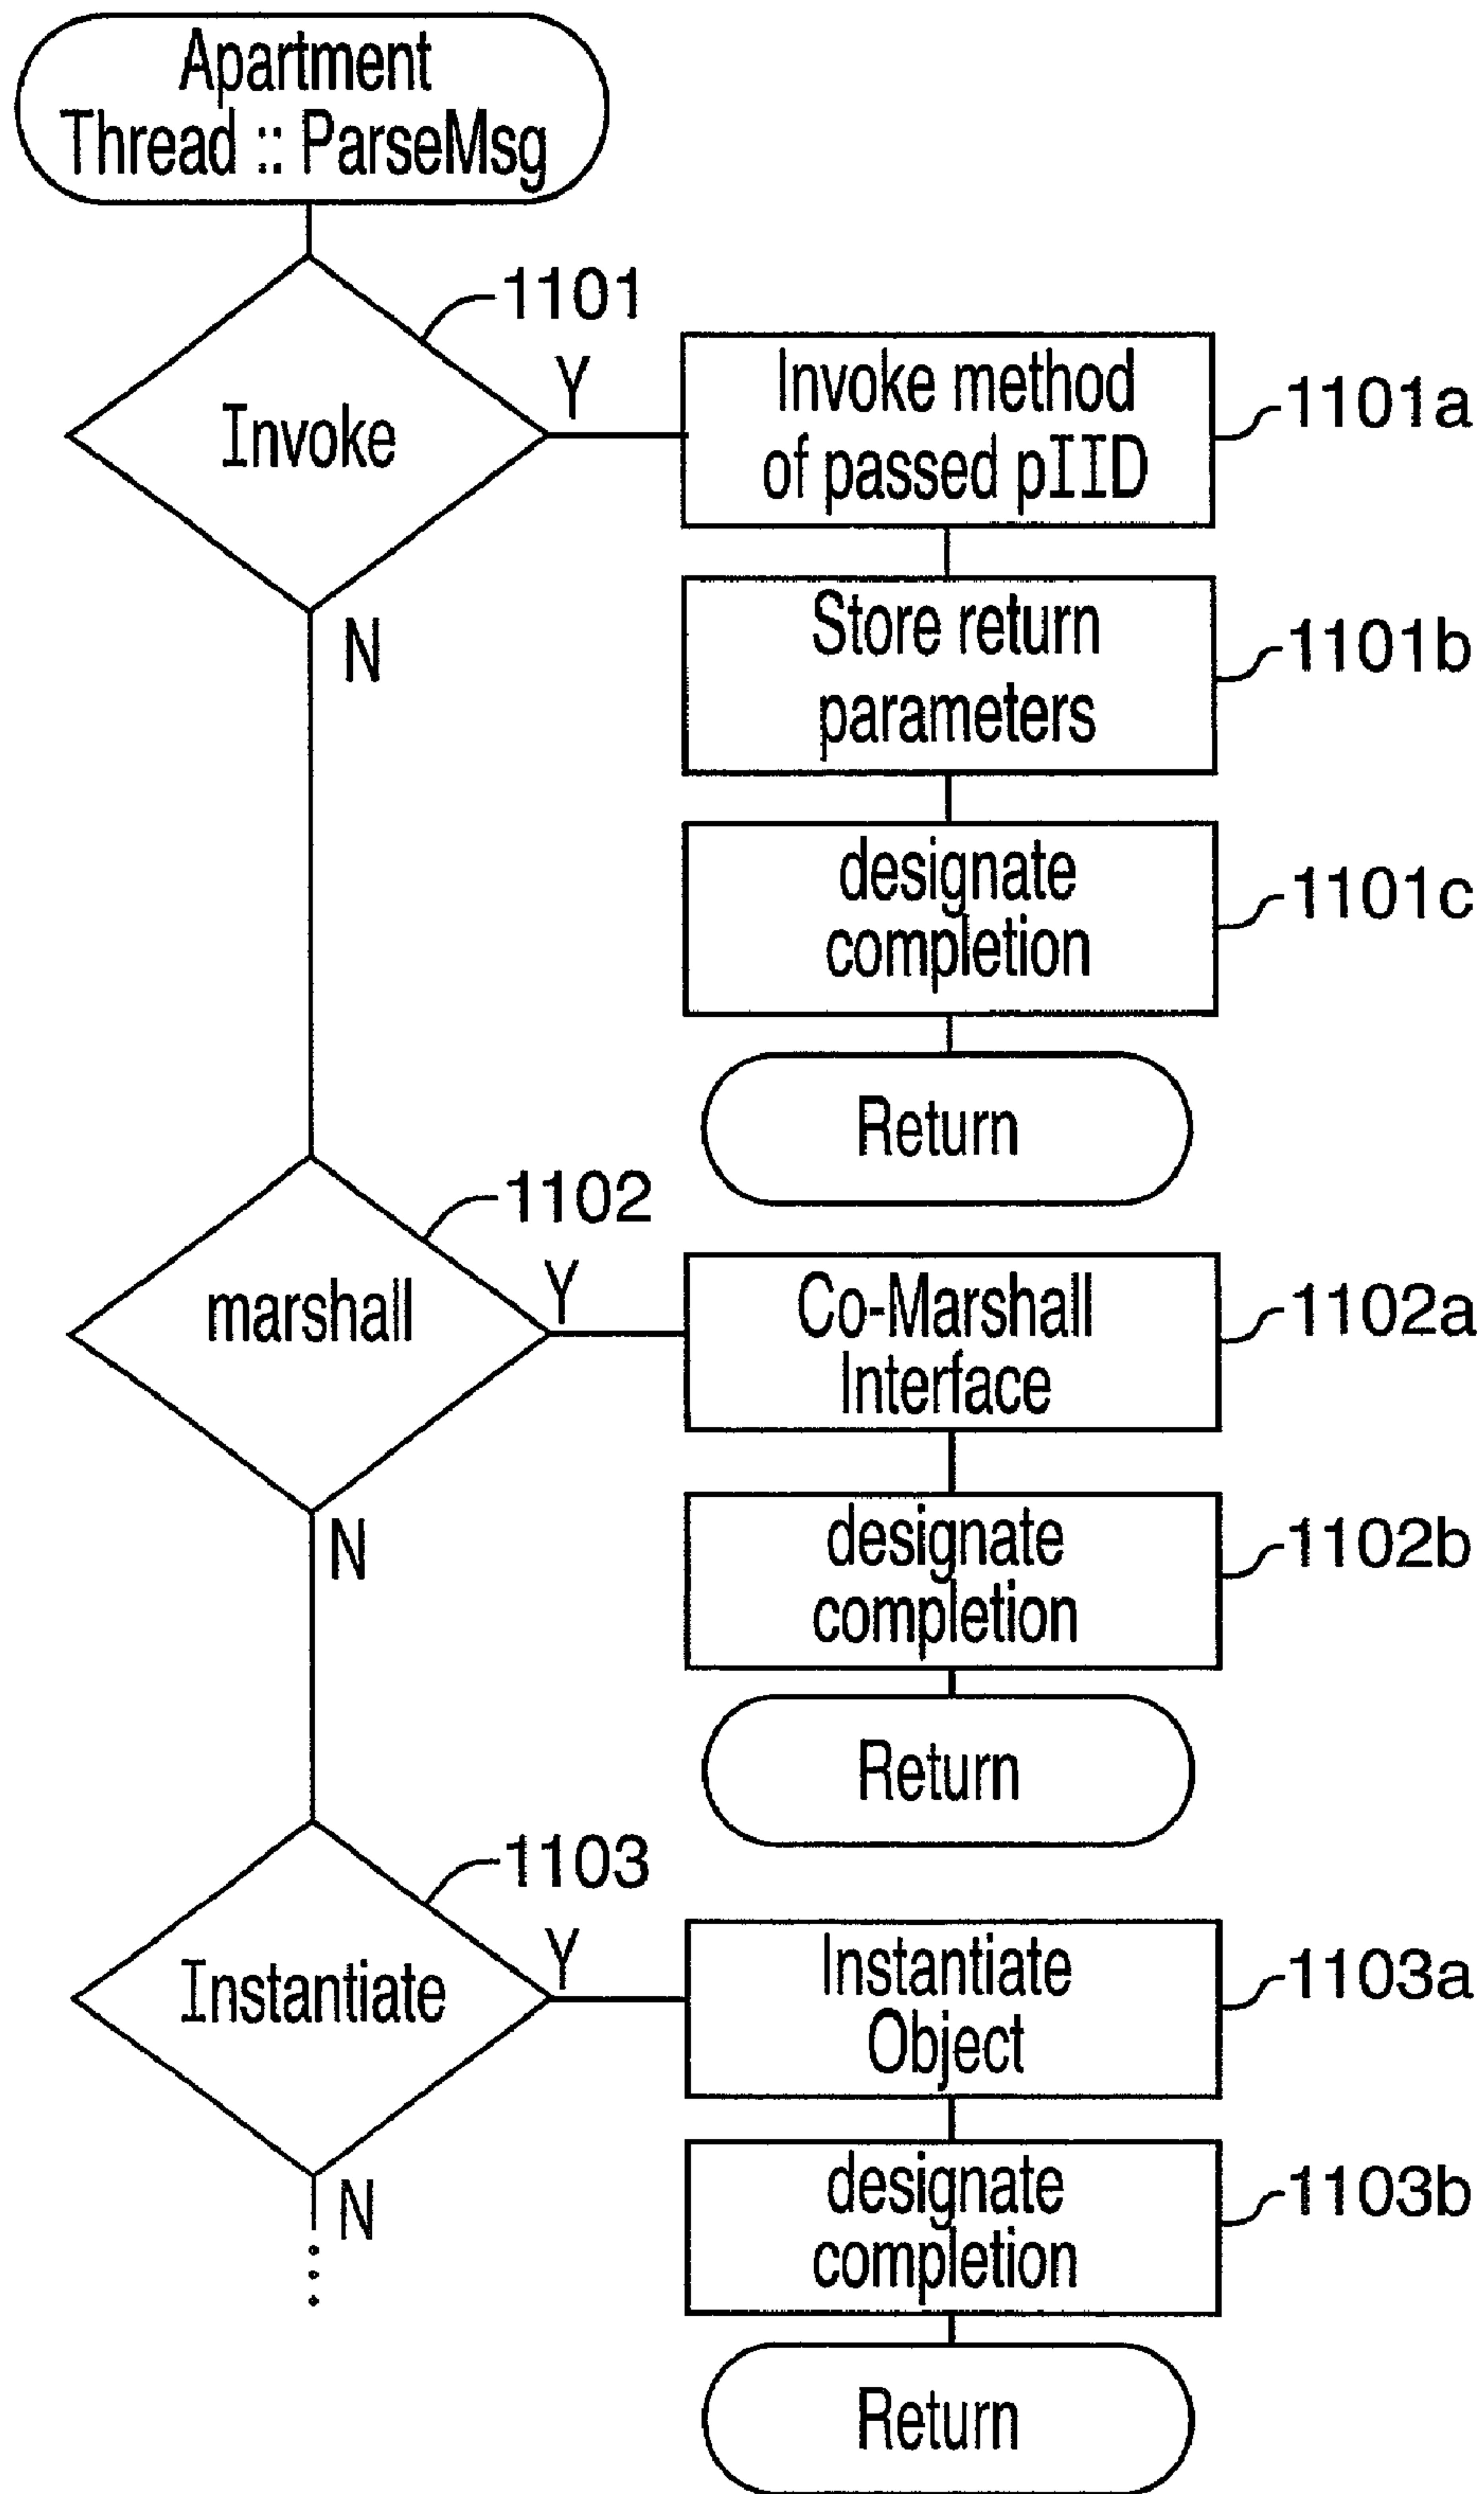 Apartment
Thread :: ParseMsg
1101
Invoke
Y
N
Invoke method
of passed pIID
1101a
Store return
parameters
1101b
designate
completion
1101c
Return
1102
marshall
Y
N
Co-Marshall
Interface
1102a
designate
completion
1102b
Return
1103
Instantiate
Y
N
Instantiate
Object
1103a
designate
completion
1103b
Return